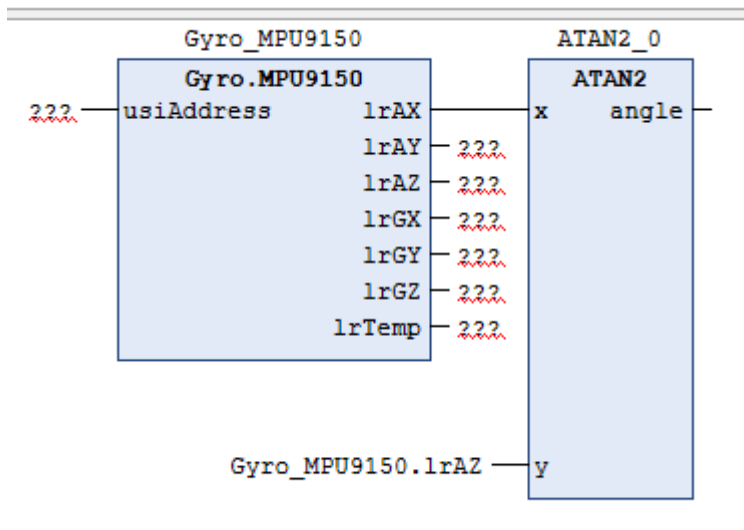 Gyro_MPU9150 ATAN2_0
Gyro.MPU9150 ATAN2
??? usiAddress lrAX x angle
lrAY ???
lrAZ ???
lrGX ???
lrGY ???
lrGZ ???
lrTemp ???
Gyro_MPU9150.lrAZ y